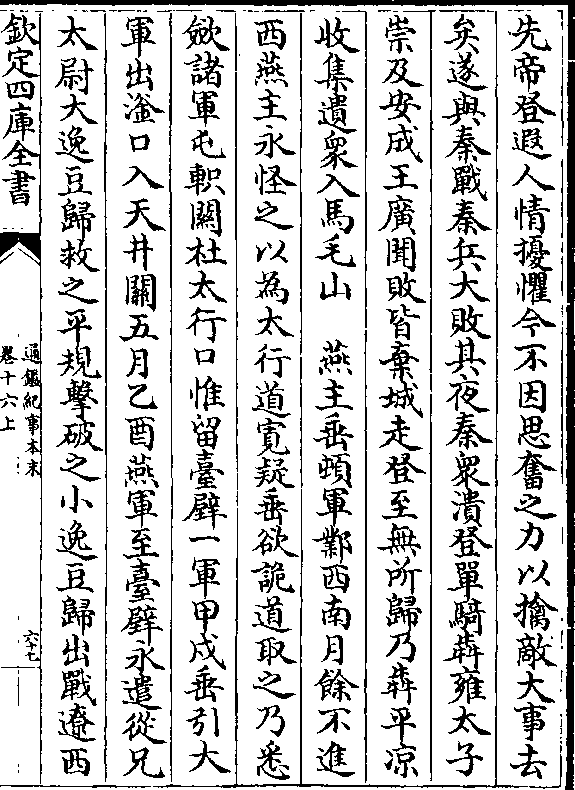 先帝登遐人情擾懼今不因思奮之力以擒敵大事去
矣遂與秦戰秦兵大敗其夜秦衆潰登單騎犇雍太子
崇及安成王廣聞敗皆棄城走登至無所歸乃犇平凉
收集遺衆入馬毛山　燕主垂頓軍鄴西南月餘不進
西燕主永怪之以為太行道寛疑垂欲詭道取之乃悉
斂諸軍屯軹關杜太行口惟留臺壁一軍甲戌垂引大
軍出滏口入天井關五月乙酉燕軍至臺壁永遣從兄
太尉大逸豆歸救之平規擊破之小逸豆歸出戰遼西
欽定四庫全書
通鑑紀事本末
卷十六上
六十七